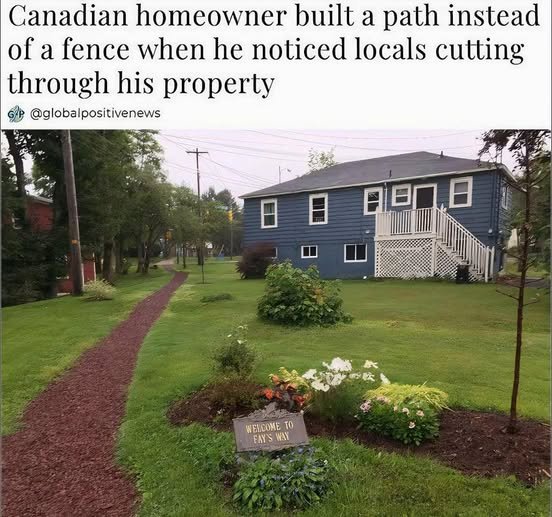 Canadian homeowner built a path instead
of a fence when he noticed locals cutting
through his property
G/P @globalpositivenews
WELCOME TO
FAY'S WAY